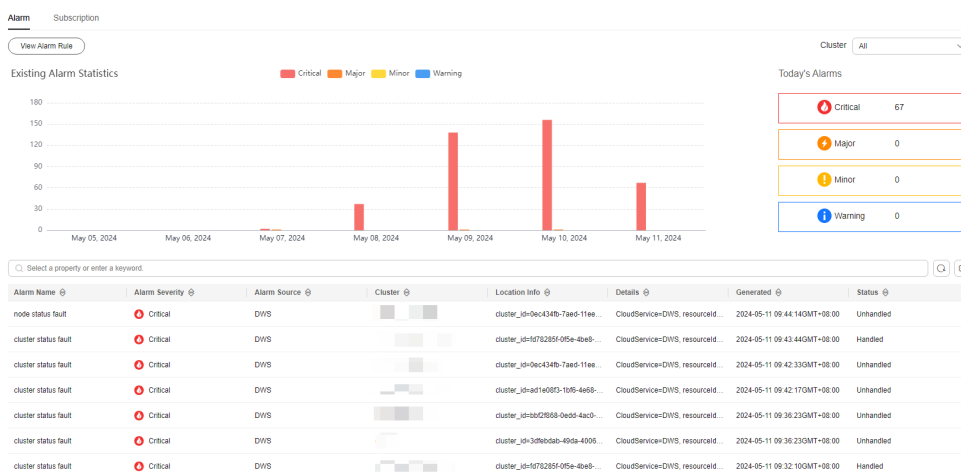 Alarm Subscription
View Alarm Rule Cluster All
Existing Alarm Statistics Critical Major Minor Warning Today's Alarms
180
150
120
90
60
30
0
May 05, 2024 May 06, 2024 May 07, 2024 May 08, 2024 May 09, 2024 May 10, 2024 May 11, 2024
Critical 67
Major 0
Minor 0
Warning 0
Select a property or enter a keyword.
Alarm Name Alarm Severity Alarm Source Cluster Location Info Details Generated Status
node status fault Critical DWS cluster_id=0ec434fb-7aed-11ee... CloudService=DWS, resourceId... 2024-05-11 09:44:14GMT+08:00 Unhandled
cluster status fault Critical DWS cluster_id=fd78285f-0f5e-4be8-... CloudService=DWS, resourceId... 2024-05-11 09:43:44GMT+08:00 Handled
cluster status fault Critical DWS cluster_id=0ec434fb-7aed-11ee... CloudService=DWS, resourceId... 2024-05-11 09:42:33GMT+08:00 Unhandled
cluster status fault Critical DWS cluster_id=ad1e08f3-1bf6-4e68-... CloudService=DWS, resourceId... 2024-05-11 09:42:17GMT+08:00 Unhandled
cluster status fault Critical DWS cluster_id=bbf2f868-0edd-4ac0-... CloudService=DWS, resourceId... 2024-05-11 09:36:23GMT+08:00 Unhandled
cluster status fault Critical DWS cluster_id=3dfebdab-49da-4006... CloudService=DWS, resourceId... 2024-05-11 09:36:23GMT+08:00 Unhandled
cluster status fault Critical DWS cluster_id=fd78285f-0f5e-4be8-... CloudService=DWS, resourceId... 2024-05-11 09:32:10GMT+08:00 Handled